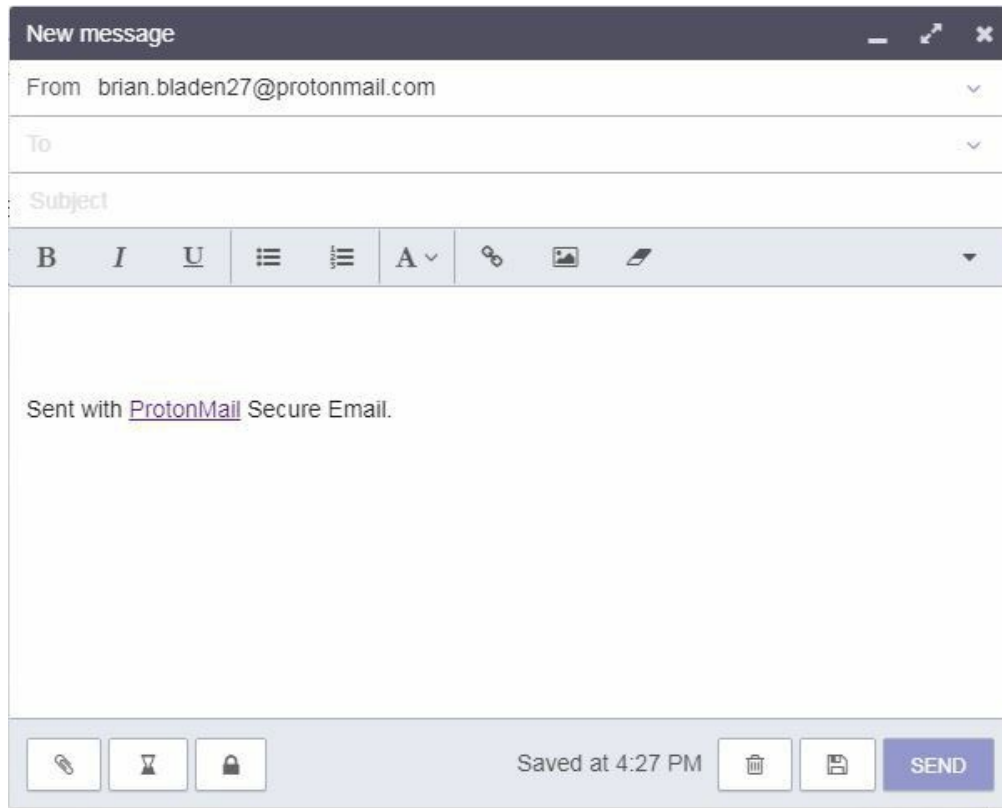 New message
From brian.bladen27@protonmail.com
To
Subject
B I U A
Sent with ProtonMail Secure Email.
Saved at 4:27 PM SEND